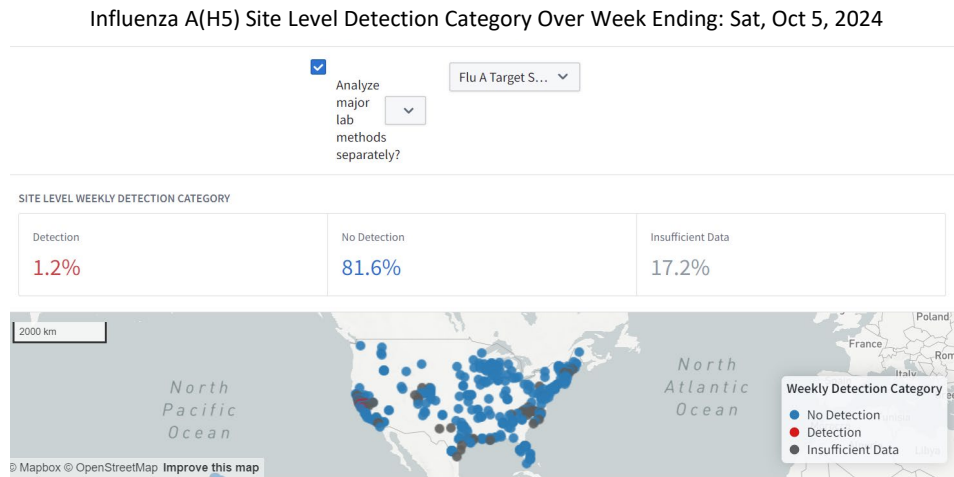 Influenza A(H5) Site Level Detection Category Over Week Ending: Sat, Oct 5, 2024
Analyze
major
lab
methods
separately?
Flu A Target S...
SITE LEVEL WEEKLY DETECTION CATEGORY
Detection
No Detection
Insufficient Data
1.2%
81.6%
17.2%
2000 km
Poland
France
Italy
North
Pacific
Ocean
North
Atlantic
Ocean
Weekly Detection Category
No Detection
Detection
Insufficient Data
Libya
© Mapbox © OpenStreetMap Improve this map